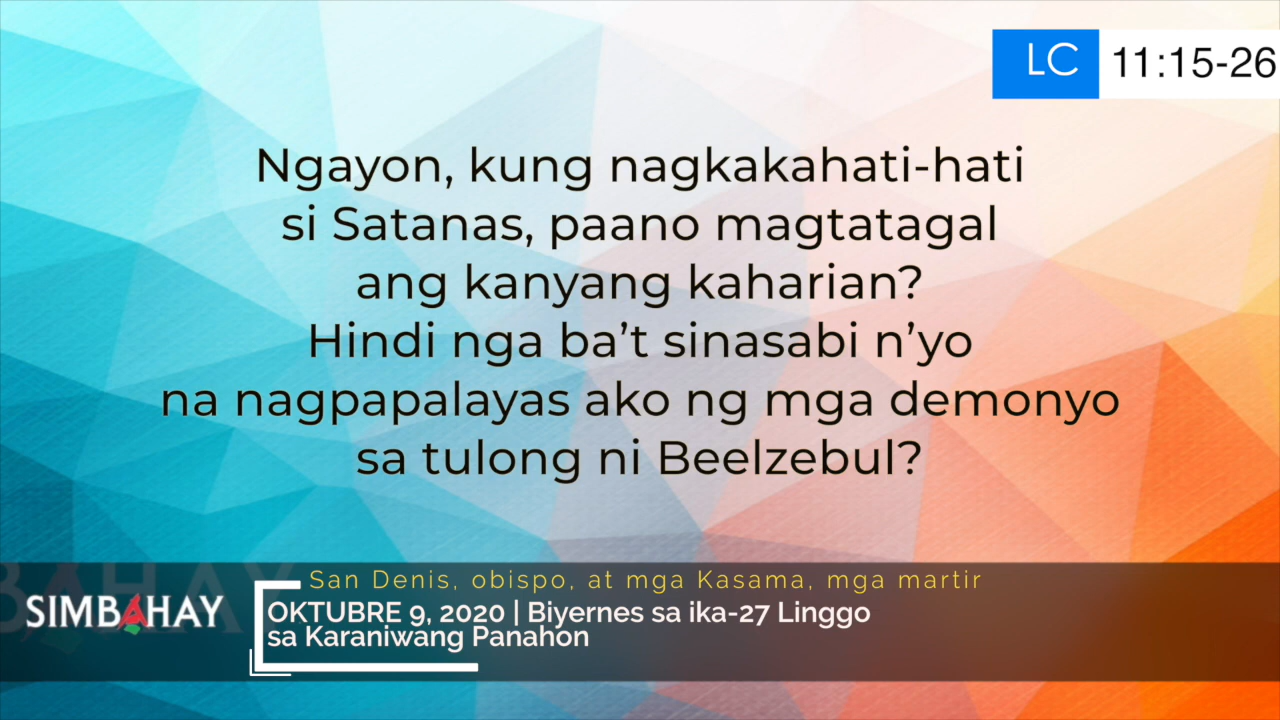 LC 11:15-26
Ngayon, kung nagkakahati-hati
si Satanas, paano magtatagal
ang kanyang kaharian?
Hindi nga ba’t sinasabi n’yo
na nagpapalayas ako ng mga demonyo
sa tulong ni Beelzebul?
San Denis, obispo, at mga Kasama, mga martir
SIMBAHAY
OKTUBRE 9, 2020 | Biyernes sa ika-27 Linggo
sa Karaniwang Panahon